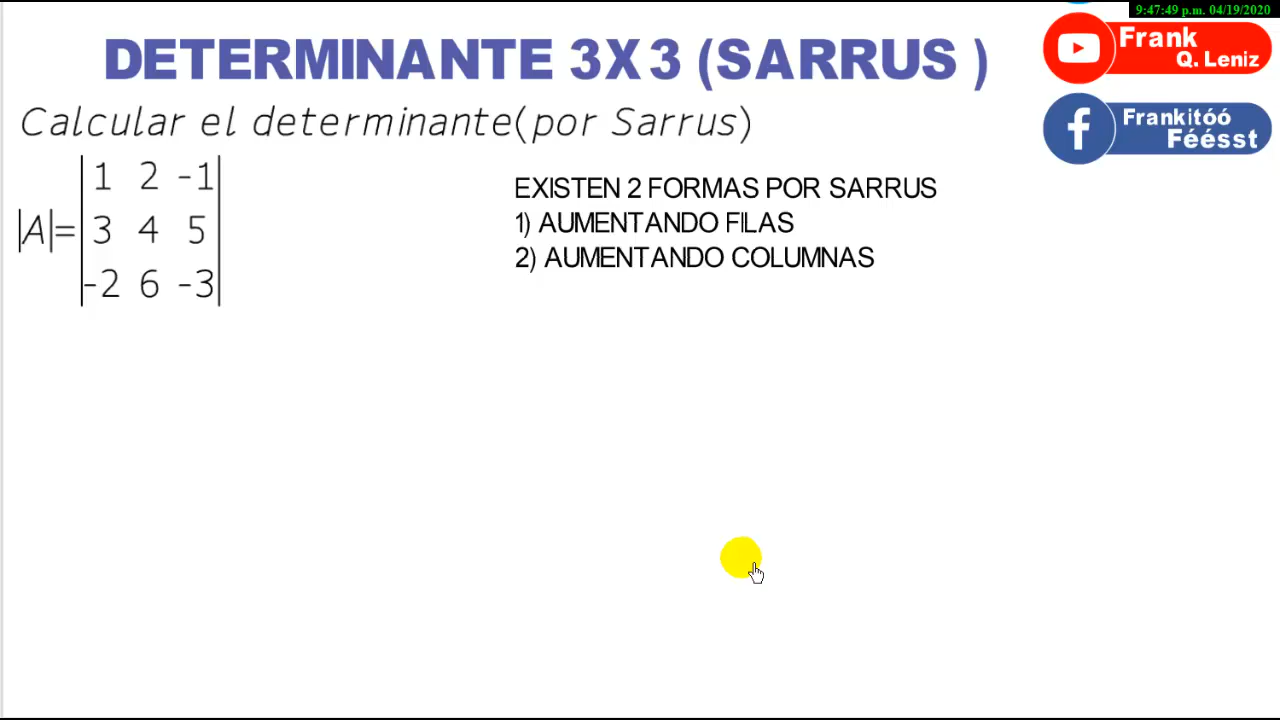 9:47:49 p.m. 04/19/2020
DETERMINANTE 3X3 (SARRUS )
Frank
Q. Leniz
Calcular el determinante(por Sarrus)
Frankitóó
Féésst
|A|=
1 2 -1
3 4 5
-2 6 -3
EXISTEN 2 FORMAS POR SARRUS
1) AUMENTANDO FILAS
2) AUMENTANDO COLUMNAS